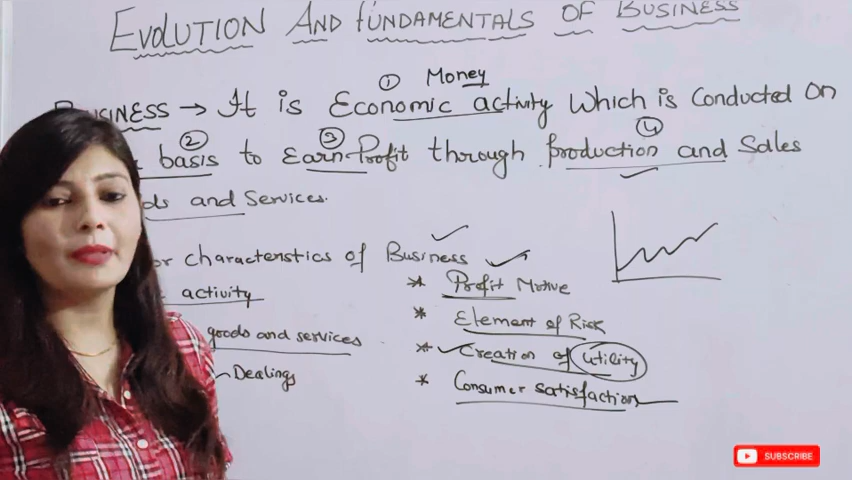 EVOLUTION AND FUNDAMENTALS OF BUSINESS
① Money
BUSINESS → It is Economic activity Which is Conducted On
② ③ ④
basis to Earn Profit through production and Sales
and Services.
characterstics of Business
activity
goods and services
Dealings
* Profit Motive
* Element of Risk
* Creation of Utility
* Consumer Satisfaction
SUBSCRIBE